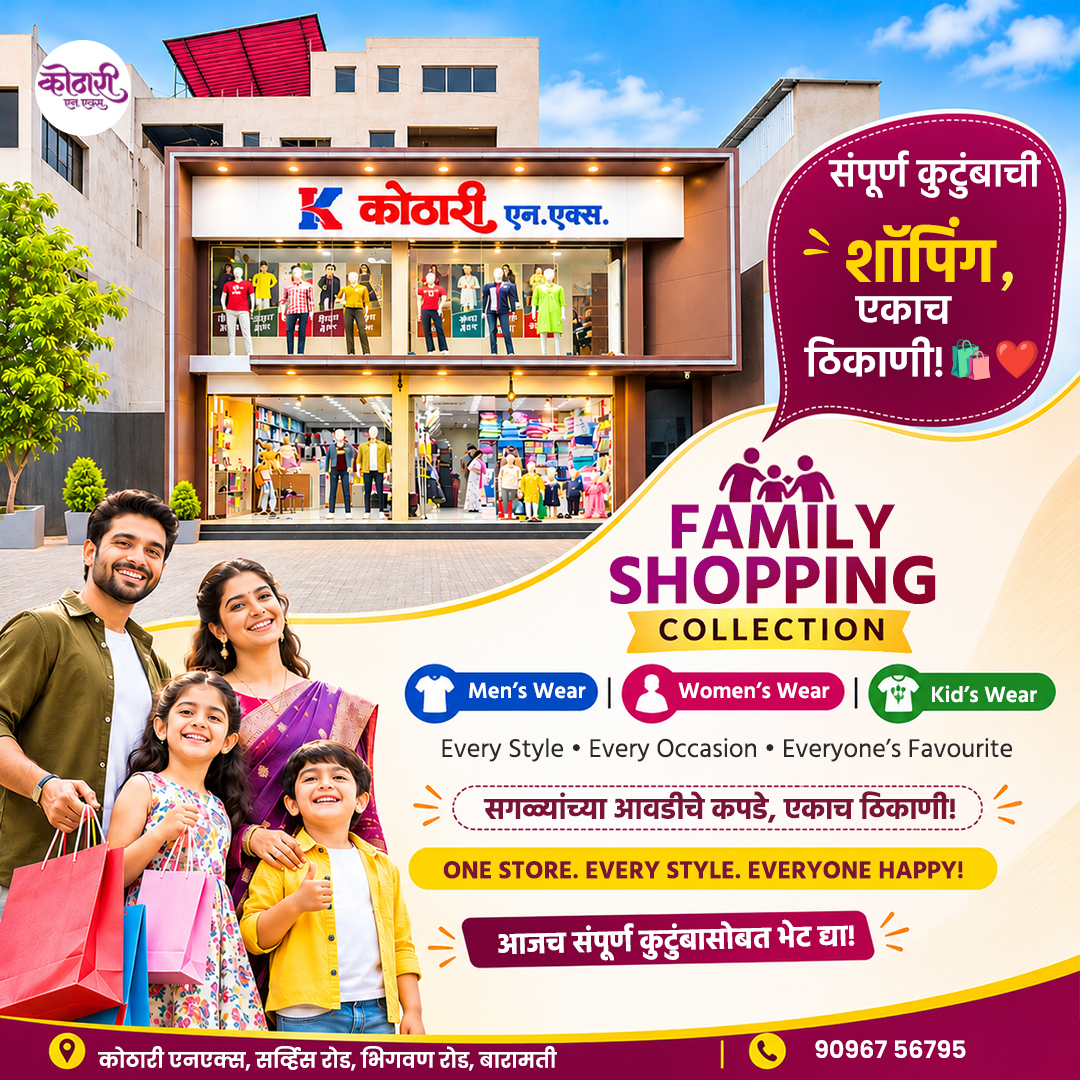 कोठारी
एन एक्स.
K कोठारी एन.एक्स.
संपूर्ण कुटुंबाची
शॉपिंग,
एकाच
ठिकाणी!
FAMILY
SHOPPING
COLLECTION
Men's Wear | Women's Wear | Kid's Wear
Every Style • Every Occasion • Everyone's Favourite
सगळ्यांच्या आवडीचे कपडे, एकाच ठिकाणी!
ONE STORE. EVERY STYLE. EVERYONE HAPPY!
आजच संपूर्ण कुटुंबासोबत भेट द्या!
कोठारी एनएक्स, सर्व्हिस रोड, भिगवण रोड, बारामती | 90967 56795